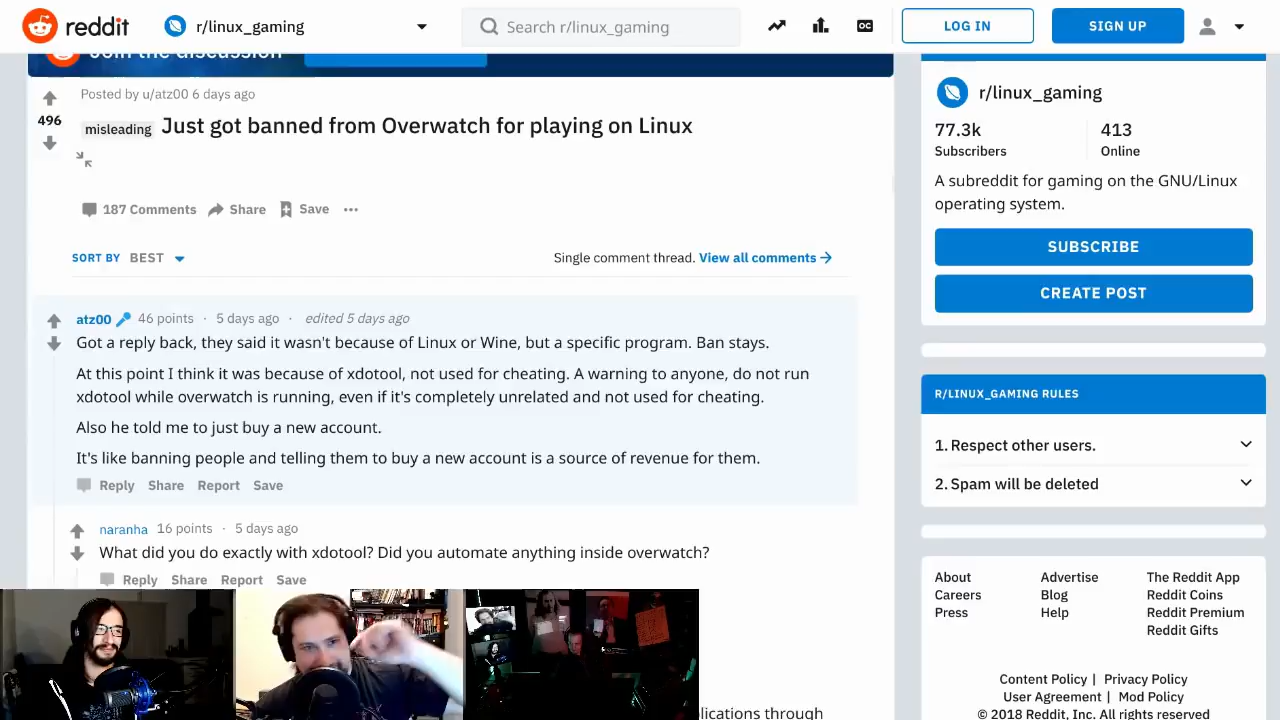 reddit
r/linux_gaming
Search r/linux_gaming
LOG IN
SIGN UP
Join the discussion
Posted by u/atz00 6 days ago
496
misleading Just got banned from Overwatch for playing on Linux
187 Comments Share Save
SORT BY BEST
Single comment thread. View all comments
atz00 46 points · 5 days ago · edited 5 days ago
Got a reply back, they said it wasn't because of Linux or Wine, but a specific program. Ban stays.
At this point I think it was because of xdotool, not used for cheating. A warning to anyone, do not run
xdotool while overwatch is running, even if it's completely unrelated and not used for cheating.
Also he told me to just buy a new account.
It's like banning people and telling them to buy a new account is a source of revenue for them.
Reply Share Report Save
naranha 16 points · 5 days ago
What did you do exactly with xdotool? Did you automate anything inside overwatch?
Reply Share Report Save
lications through
r/linux_gaming
77.3k 413
Subscribers Online
A subreddit for gaming on the GNU/Linux
operating system.
SUBSCRIBE
CREATE POST
R/LINUX_GAMING RULES
1. Respect other users.
2. Spam will be deleted
About Advertise The Reddit App
Careers Blog Reddit Coins
Press Help Reddit Premium
Reddit Gifts
Content Policy | Privacy Policy
User Agreement | Mod Policy
© 2018 Reddit, Inc. All rights reserved